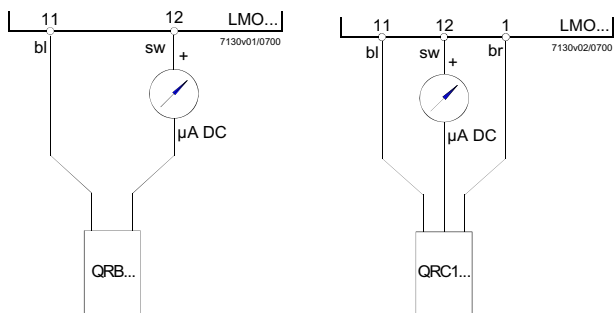 11 12 LMO...
bl sw 7130v01/0700
+
µA DC
QRB...
11 12 1 LMO...
bl sw br 7130v02/0700
+
µA DC
QRC1...